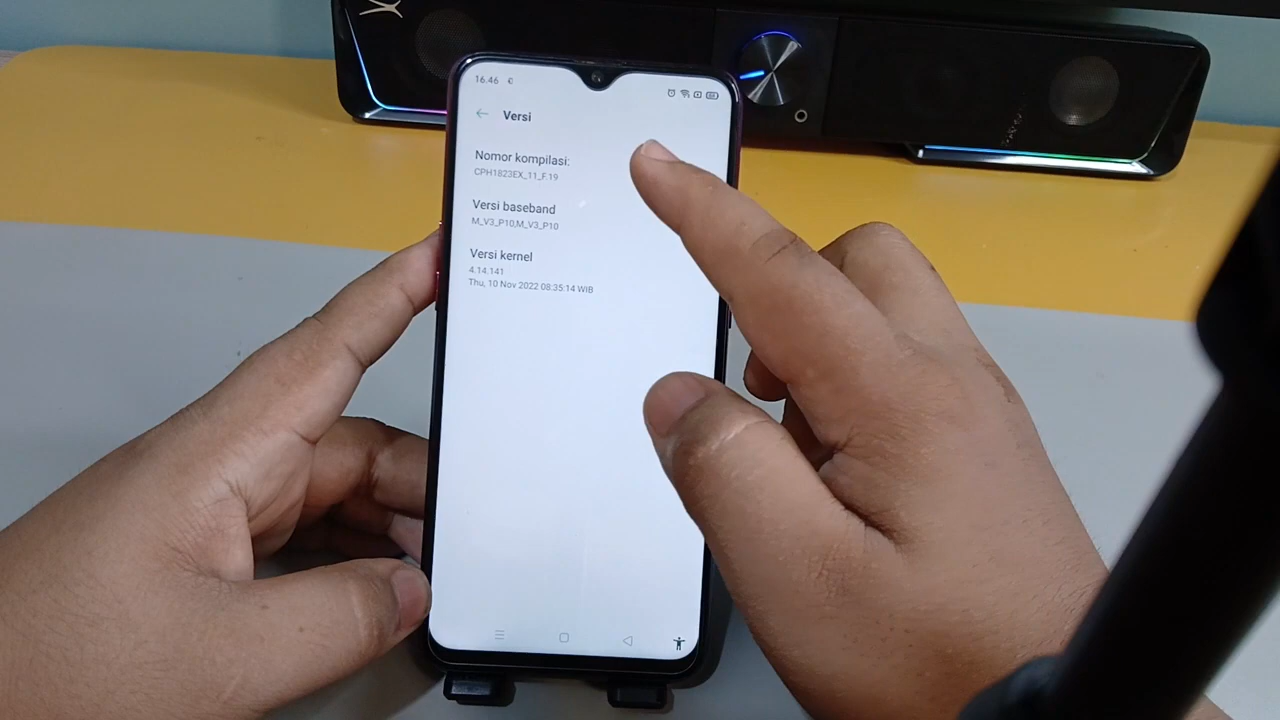 16.46
Versi
Nomor kompilasi:
CPH1823EX_11_F.19
Versi baseband
M_V3_P10,M_V3_P10
Versi kernel
4.14.141
Thu, 10 Nov 2022 08:35:14 WIB